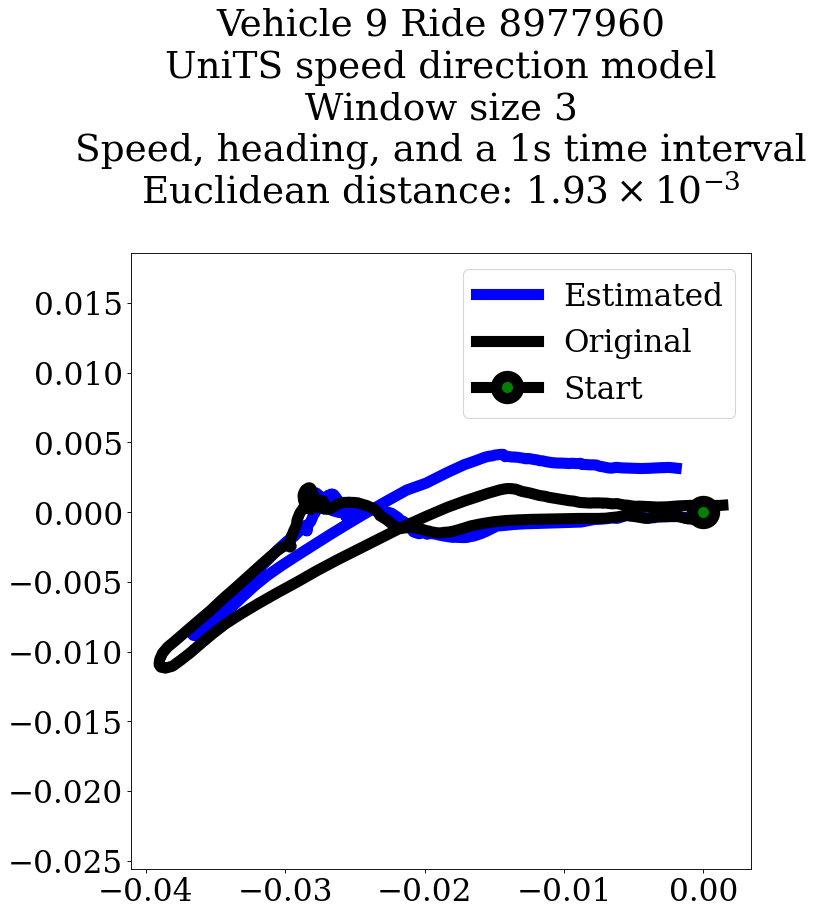 Vehicle 9 Ride 8977960
UniTS speed direction model
Window size 3
Speed, heading, and a 1s time interval
Euclidean distance: 1.93 × 10⁻³
Estimated
Original
Start
0.015
0.010
0.005
0.000
−0.005
−0.010
−0.015
−0.020
−0.025
−0.04 −0.03 −0.02 −0.01 0.00